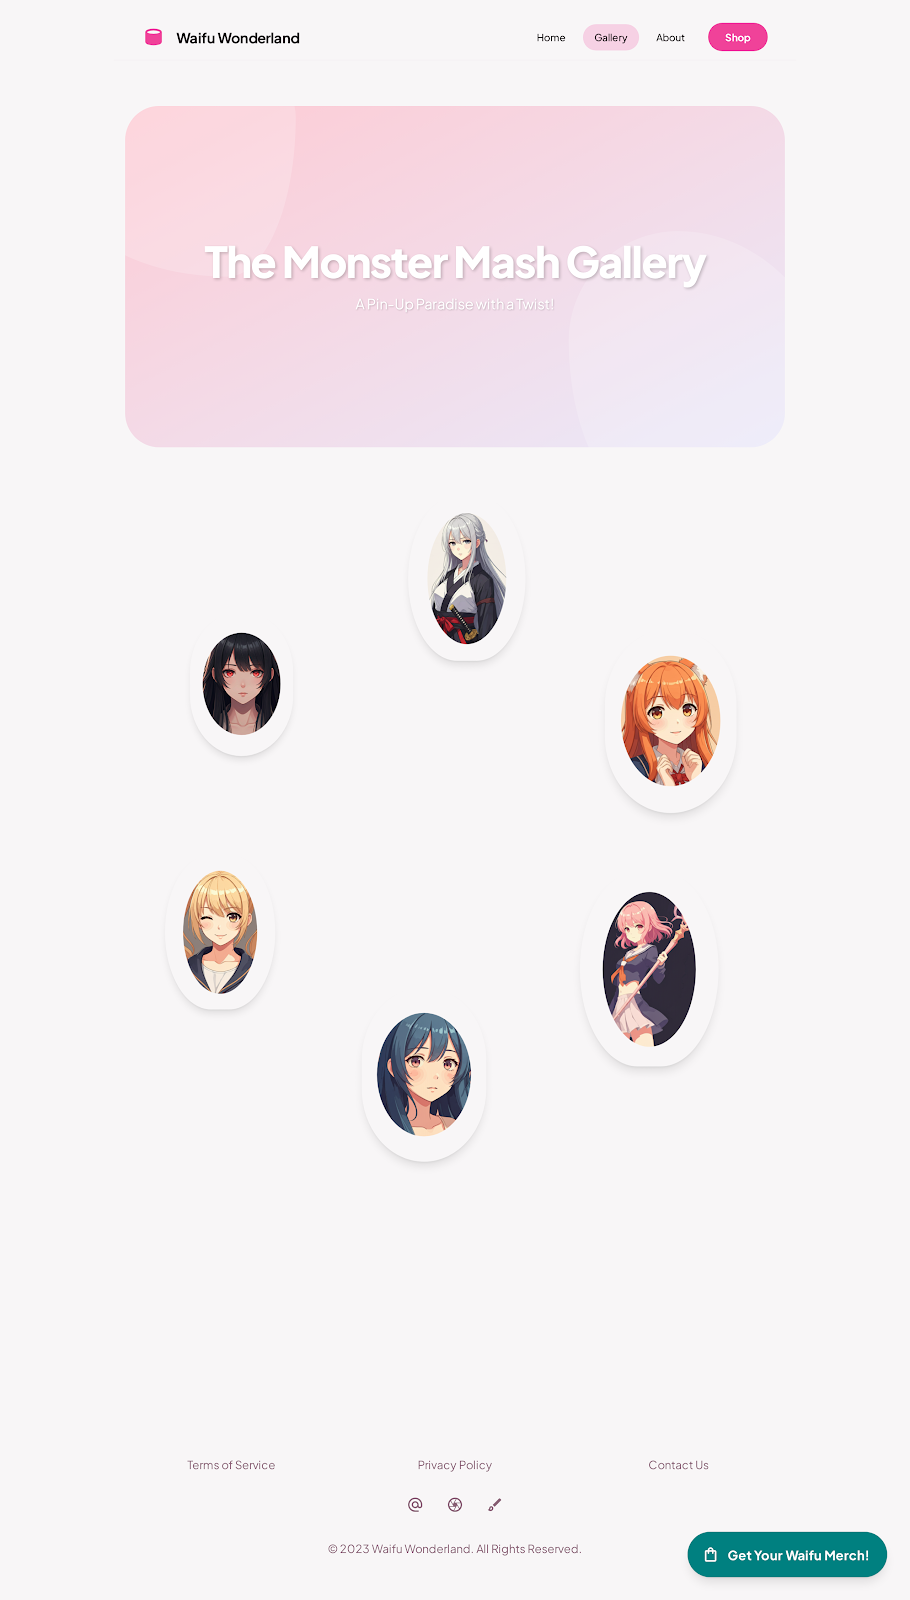 Waifu Wonderland
Home
Gallery
About
Shop
The Monster Mash Gallery
A Pin-Up Paradise with a Twist!
Terms of Service
Privacy Policy
Contact Us
© 2023 Waifu Wonderland. All Rights Reserved.
Get Your Waifu Merch!